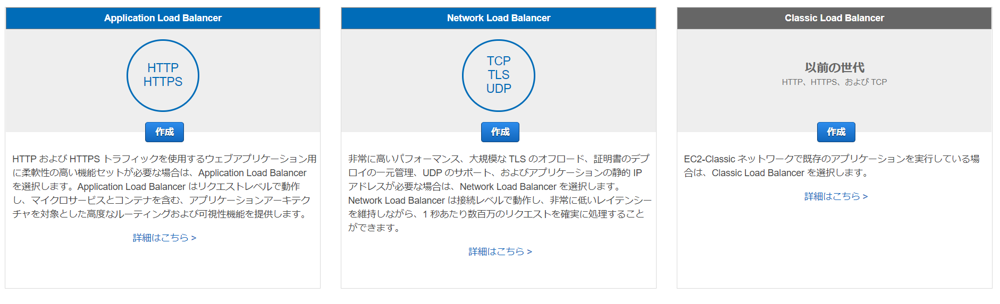 Application Load Balancer
HTTP
HTTPS
作成
HTTP および HTTPS トラフィックを使用するウェブアプリケーション用
に柔軟性の高い機能セットが必要な場合は、Application Load Balancer
を選択します。Application Load Balancer はリクエストレベルで動作
し、マイクロサービスとコンテナを含む、アプリケーションアーキテク
チャを対象とした高度なルーティングおよび可視性機能を提供します。
詳細はこちら >
Network Load Balancer
TCP
TLS
UDP
作成
非常に高いパフォーマンス、大規模な TLS のオフロード、証明書のデプ
ロイの一元管理、UDP のサポート、およびアプリケーションの静的 IP
アドレスが必要な場合は、Network Load Balancer を選択します。
Network Load Balancer は接続レベルで動作し、非常に低いレイテンシー
を維持しながら、1 秒あたり数百万のリクエストを確実に処理すること
ができます。
詳細はこちら >
Classic Load Balancer
以前の世代
HTTP、HTTPS、および TCP
作成
EC2-Classic ネットワークで既存のアプリケーションを実行している場
合は、Classic Load Balancer を選択します。
詳細はこちら >